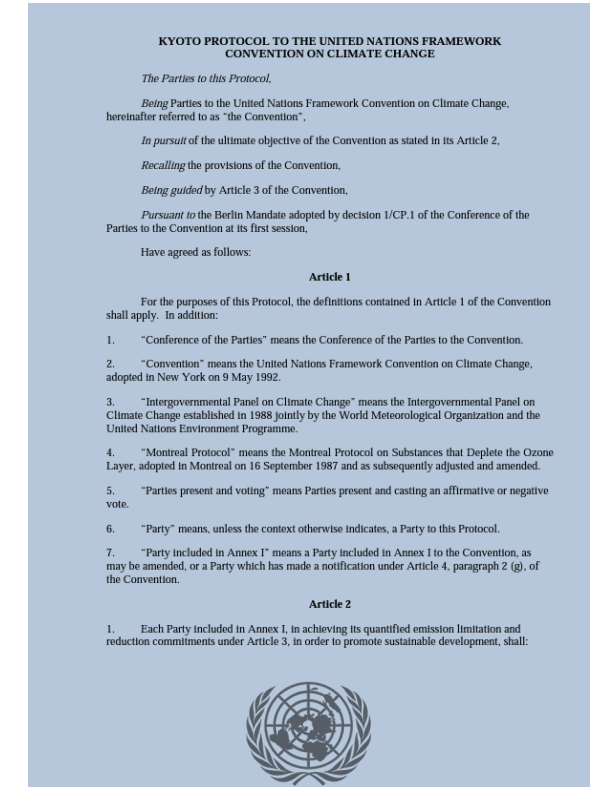 KYOTO PROTOCOL TO THE UNITED NATIONS FRAMEWORK
CONVENTION ON CLIMATE CHANGE
The Parties to this Protocol,
Being Parties to the United Nations Framework Convention on Climate Change,
hereinafter referred to as “the Convention”,
In pursuit of the ultimate objective of the Convention as stated in its Article 2,
Recalling the provisions of the Convention,
Being guided by Article 3 of the Convention,
Pursuant to the Berlin Mandate adopted by decision 1/CP.1 of the Conference of the
Parties to the Convention at its first session,
Have agreed as follows:
Article 1
For the purposes of this Protocol, the definitions contained in Article 1 of the Convention
shall apply. In addition:
1. “Conference of the Parties” means the Conference of the Parties to the Convention.
2. “Convention” means the United Nations Framework Convention on Climate Change,
adopted in New York on 9 May 1992.
3. “Intergovernmental Panel on Climate Change” means the Intergovernmental Panel on
Climate Change established in 1988 jointly by the World Meteorological Organization and the
United Nations Environment Programme.
4. “Montreal Protocol” means the Montreal Protocol on Substances that Deplete the Ozone
Layer, adopted in Montreal on 16 September 1987 and as subsequently adjusted and amended.
5. “Parties present and voting” means Parties present and casting an affirmative or negative
vote.
6. “Party” means, unless the context otherwise indicates, a Party to this Protocol.
7. “Party included in Annex I” means a Party included in Annex I to the Convention, as
may be amended, or a Party which has made a notification under Article 4, paragraph 2 (g), of
the Convention.
Article 2
1. Each Party included in Annex I, in achieving its quantified emission limitation and
reduction commitments under Article 3, in order to promote sustainable development, shall: